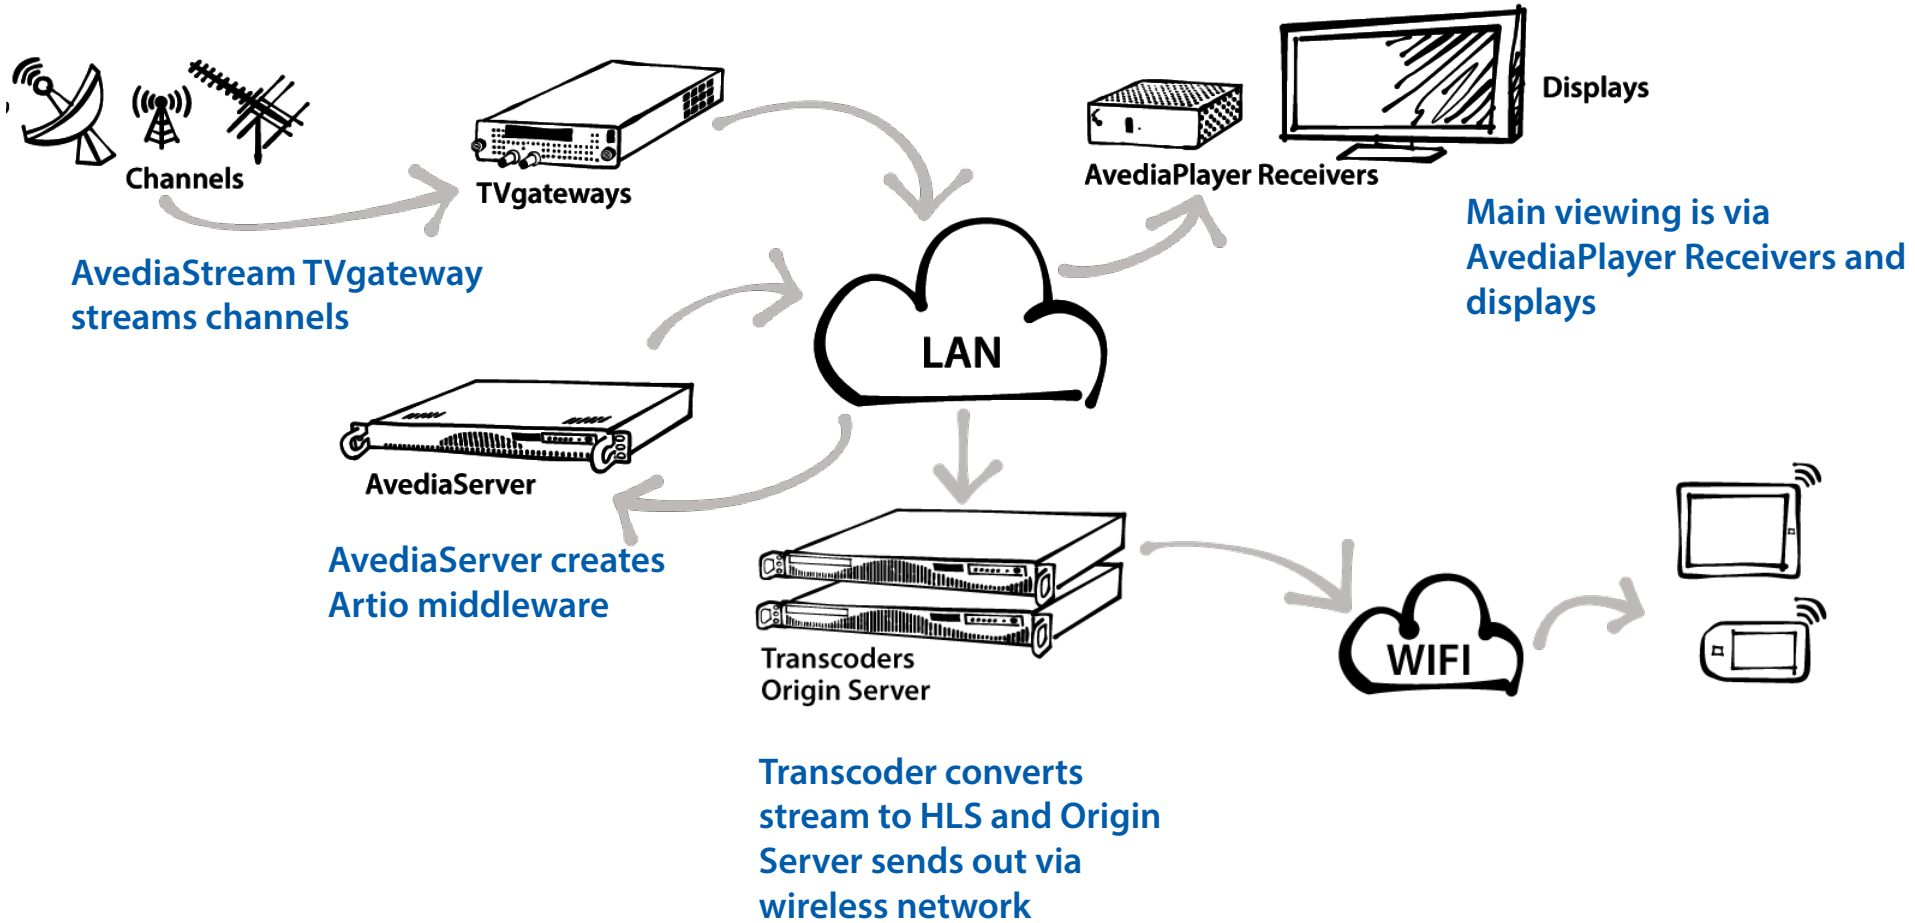 Channels
TVgateways
AvediaPlayer Receivers
Displays
AvediaStream TVgateway
streams channels
Main viewing is via
AvediaPlayer Receivers and
displays
LAN
AvediaServer
AvediaServer creates
Artio middleware
Transcoders
Origin Server
WIFI
Transcoder converts
stream to HLS and Origin
Server sends out via
wireless network